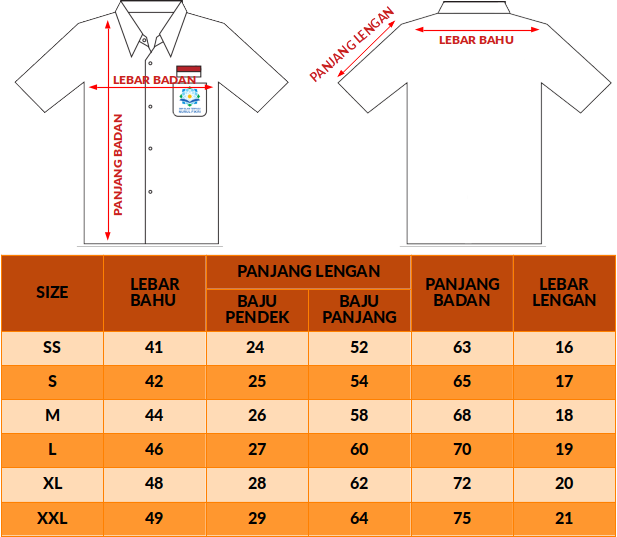 PANJANG LENGAN
LEBAR BAHU
LEBAR BADAN
PANJANG BADAN
SIZE
LEBAR
BAHU
PANJANG LENGAN
BAJU
PENDEK
BAJU
PANJANG
PANJANG
BADAN
LEBAR
LENGAN
SS 41 24 52 63 16
S 42 25 54 65 17
M 44 26 58 68 18
L 46 27 60 70 19
XL 48 28 62 72 20
XXL 49 29 64 75 21